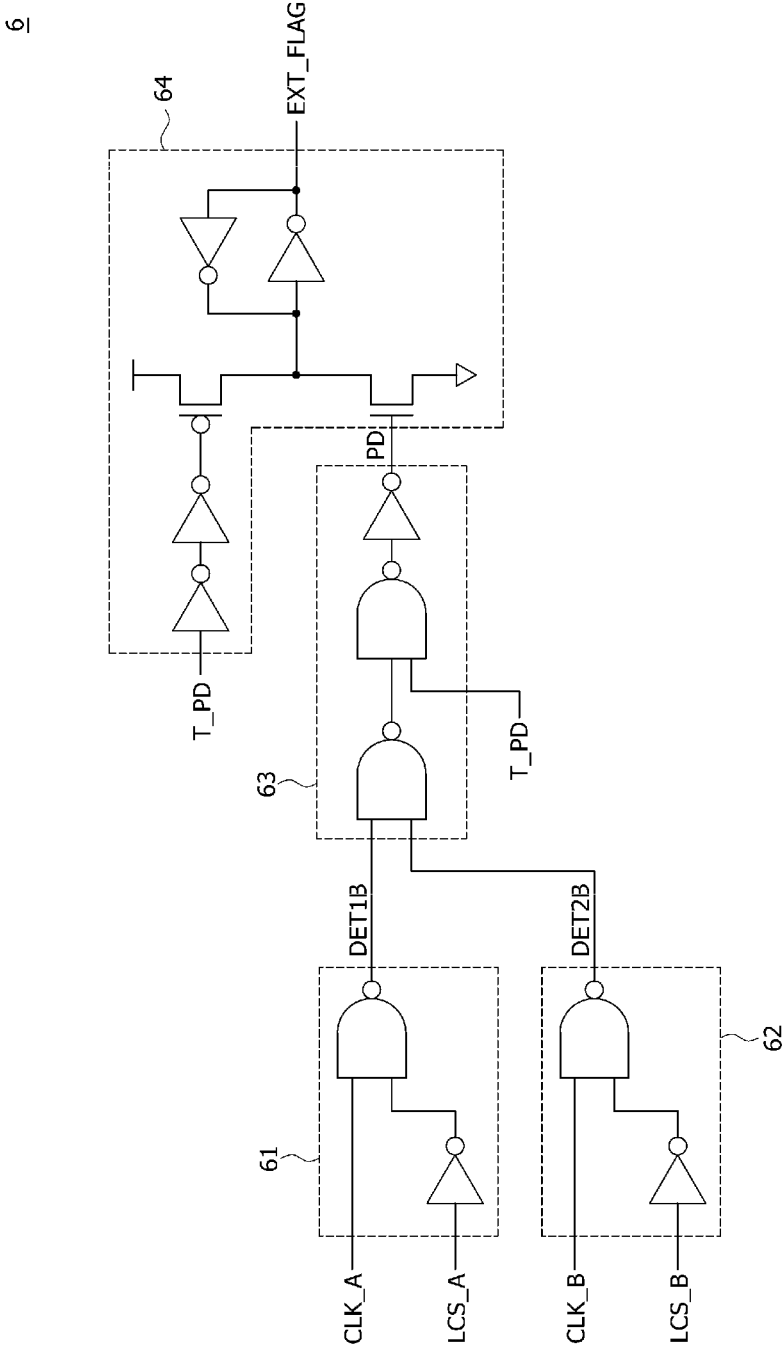 6
64
EXT_FLAG
T_PD
PD
63
T_PD
DET1B
DET2B
61
62
CLK_A
LCS_A
CLK_B
LCS_B